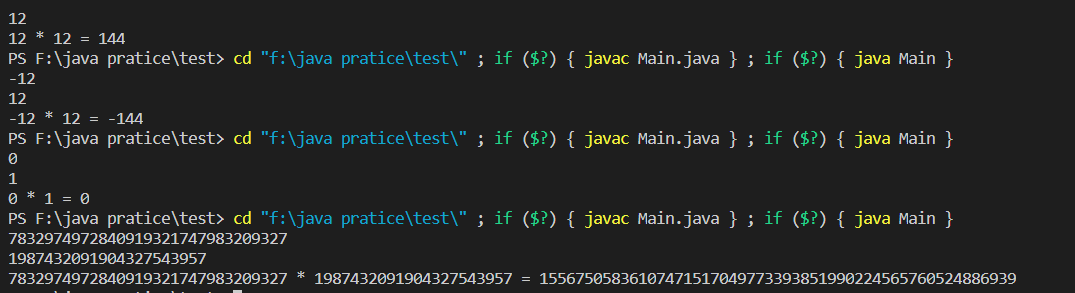 12
12 * 12 = 144
PS F:\java pratice\test> cd "f:\java pratice\test\" ; if ($?) { javac Main.java } ; if ($?) { java Main }
-12
12
-12 * 12 = -144
PS F:\java pratice\test> cd "f:\java pratice\test\" ; if ($?) { javac Main.java } ; if ($?) { java Main }
0
1
0 * 1 = 0
PS F:\java pratice\test> cd "f:\java pratice\test\" ; if ($?) { javac Main.java } ; if ($?) { java Main }
78329749728409193217479832093​27
1987432091904327543957
7832974972840919321747983209327 * 1987432091904327543957 = 15567505836107471517049773393851990224565760524886939